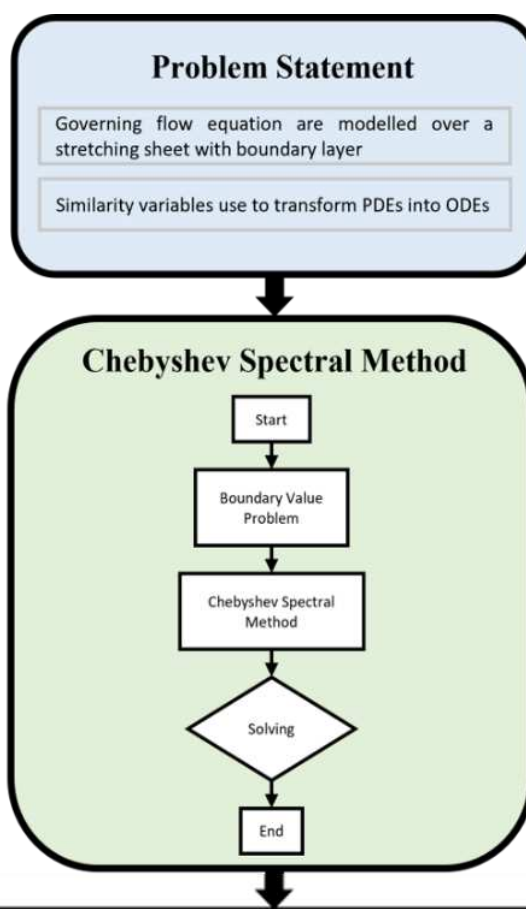 Problem Statement
Governing flow equation are modelled over a
stretching sheet with boundary layer
Similarity variables use to transform PDEs into ODEs
Chebyshev Spectral Method
Start
Boundary Value
Problem
Chebyshev Spectral
Method
Solving
End